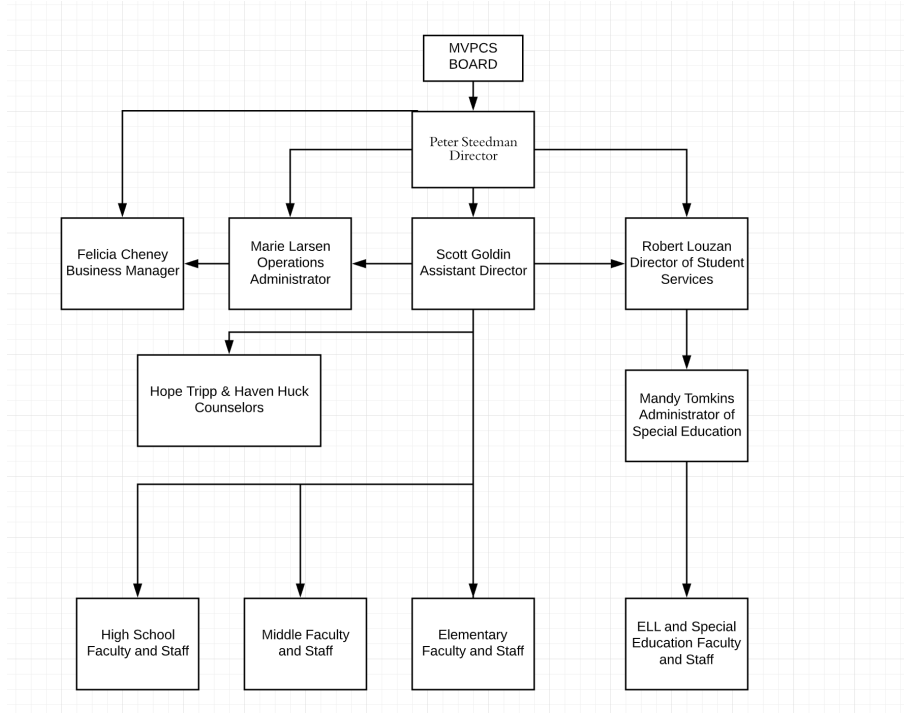 MVPCS
BOARD
Peter Steedman
Director
Felicia Cheney
Business Manager
Marie Larsen
Operations
Administrator
Scott Goldin
Assistant Director
Robert Louzan
Director of Student
Services
Hope Tripp & Haven Huck
Counselors
Mandy Tomkins
Administrator of
Special Education
High School
Faculty and Staff
Middle Faculty
and Staff
Elementary
Faculty and Staff
ELL and Special
Education Faculty
and Staff